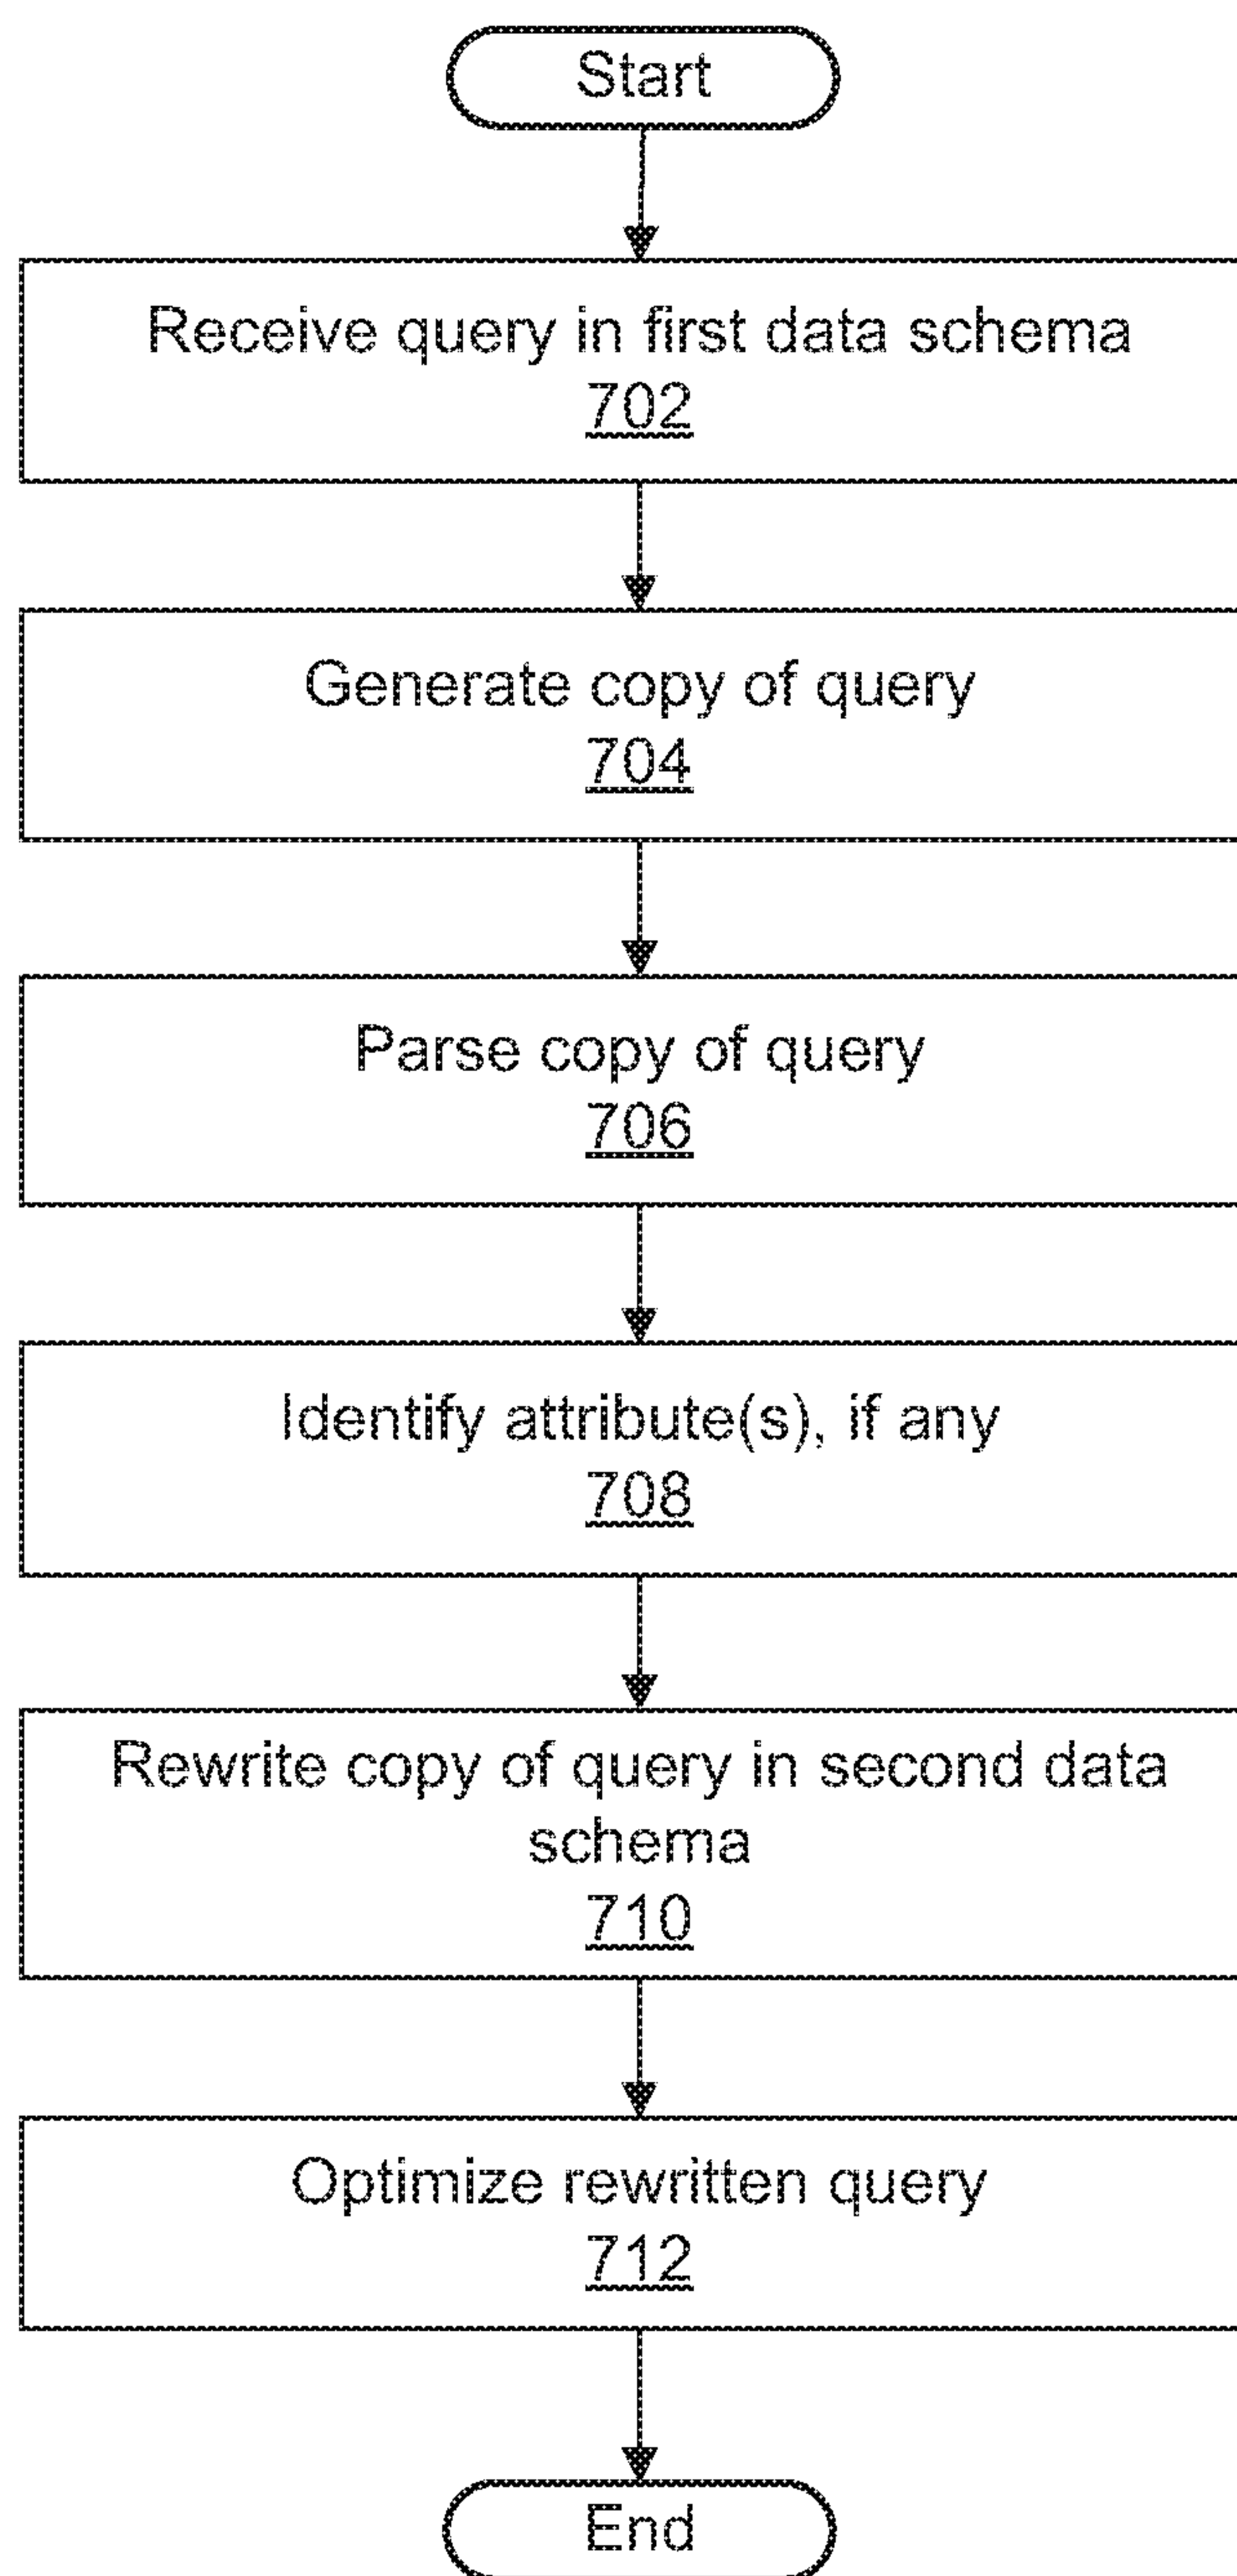 Start
Receive query in first data schema
702
Generate copy of query
704
Parse copy of query
706
Identify attribute(s), if any
708
Rewrite copy of query in second data
schema
710
Optimize rewritten query
712
End